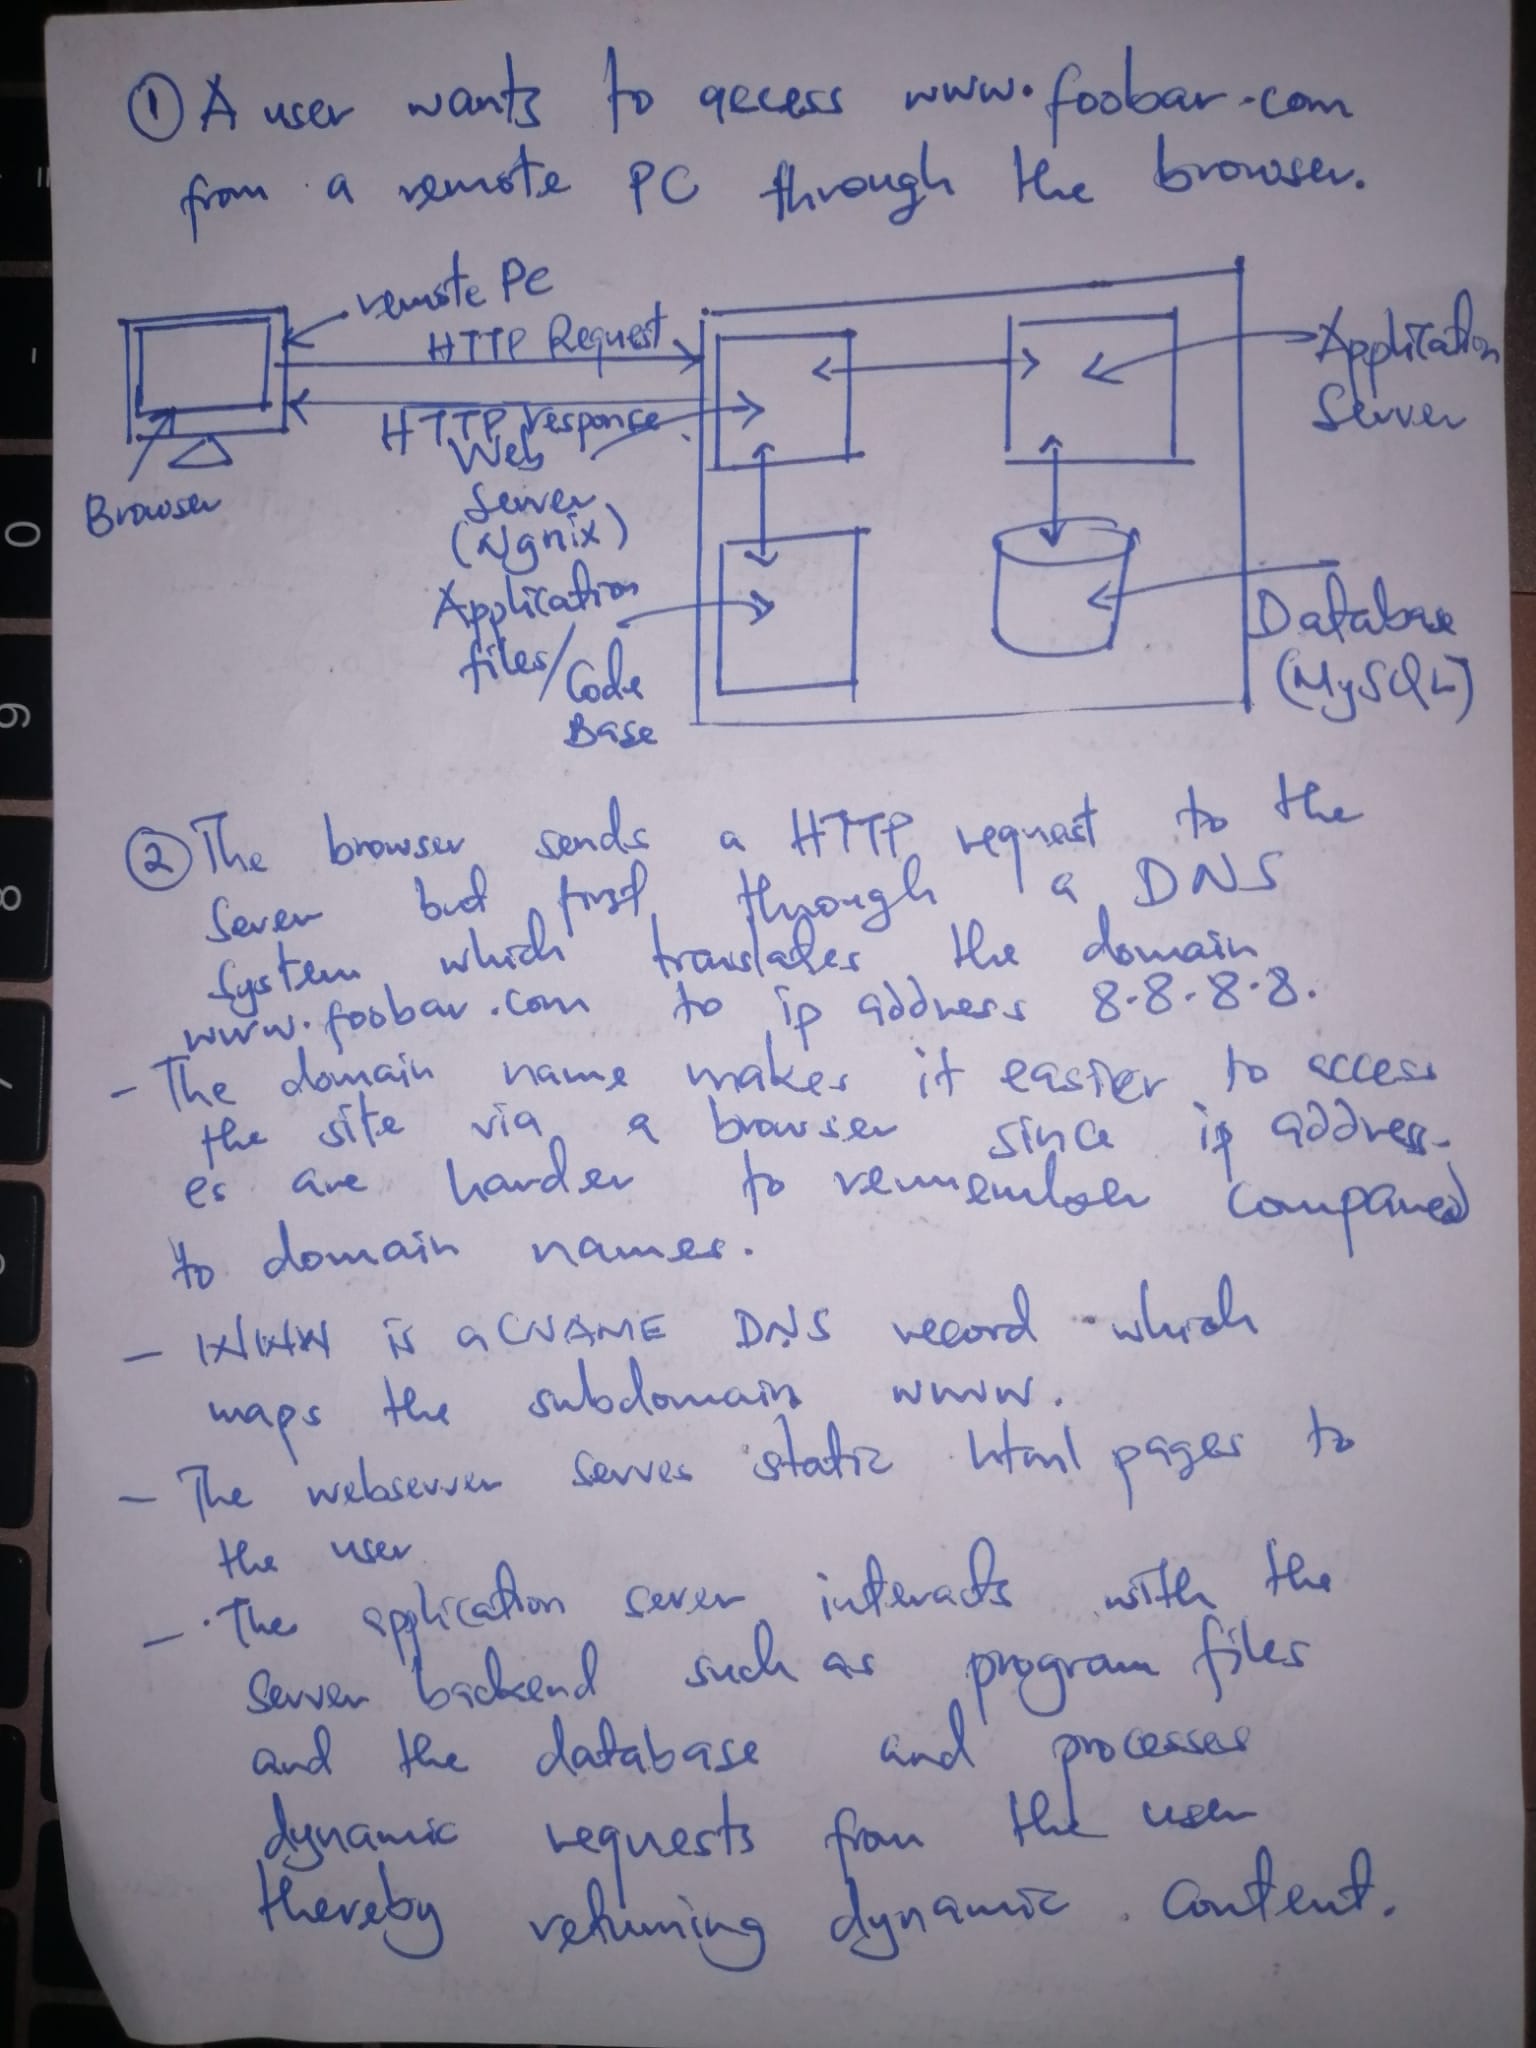 ① A user wants to access www.foobar.com
from a remote PC through the browser.
remote PC
HTTP Request
HTTP response
Browser
Web
Server
(Ngnix)
Application
files/Code
Base
Application
Server
Database
(MySQL)
② The browser sends a HTTP request to the
Sever but first through a DNS
System which translates the domain
www.foobar.com to ip address 8.8.8.8.
- The domain name makes it easier to access
the site via a browser since ip address-
es are harder to remember compared
to domain names.
- WWW is a CNAME DNS record which
maps the subdomain www.
- The webserver serves static html pages to
the user
- The application sever interacts with the
Server backend such as program files
and the database and processes
dynamic requests from the user
thereby returning dynamic content.